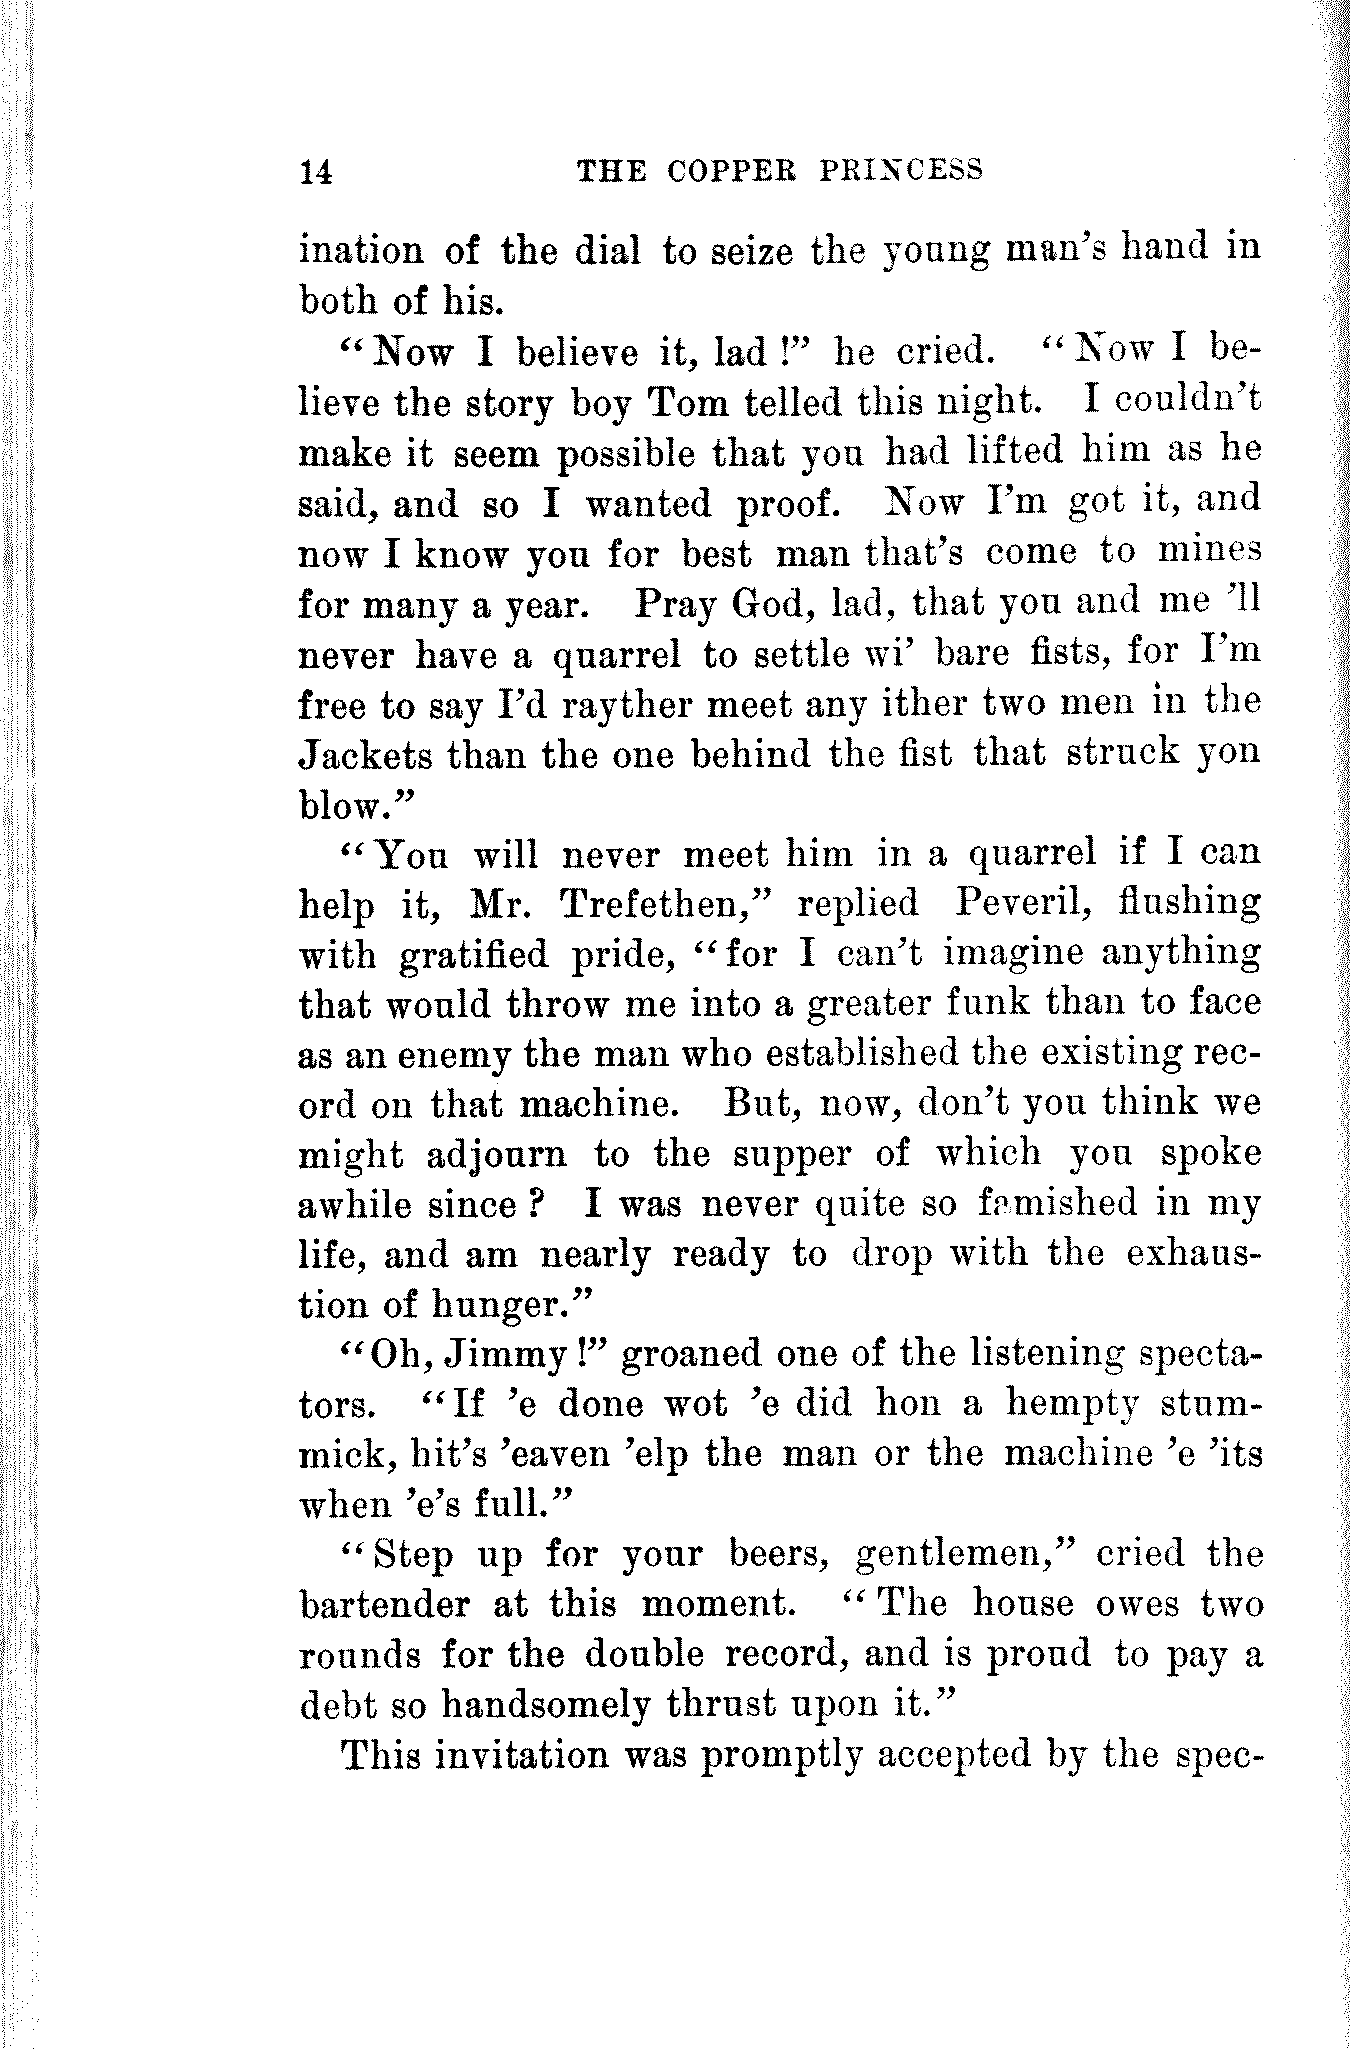 14 THE COPPER PRINCESS
ination of the dial to seize the young man's hand in
both of his.
"Now I believe it, lad!" he cried. "Now I be-
lieve the story boy Tom telled this night. I couldn't
make it seem possible that you had lifted him as he
said, and so I wanted proof. Now I'm got it, and
now I know you for best man that's come to mines
for many a year. Pray God, lad, that you and me 'll
never have a quarrel to settle wi' bare fists, for I'm
free to say I'd rayther meet any ither two men in the
Jackets than the one behind the fist that struck yon
blow."
"You will never meet him in a quarrel if I can
help it, Mr. Trefethen," replied Peveril, flushing
with gratified pride, "for I can't imagine anything
that would throw me into a greater funk than to face
as an enemy the man who established the existing rec-
ord on that machine. But, now, don't you think we
might adjourn to the supper of which you spoke
awhile since? I was never quite so famished in my
life, and am nearly ready to drop with the exhaus-
tion of hunger."
"Oh, Jimmy!" groaned one of the listening specta-
tors. "If 'e done wot 'e did hon a hempty stum-
mick, hit's 'eaven 'elp the man or the machine 'e 'its
when 'e's full."
"Step up for your beers, gentlemen," cried the
bartender at this moment. "The house owes two
rounds for the double record, and is proud to pay a
debt so handsomely thrust upon it."
This invitation was promptly accepted by the spec-